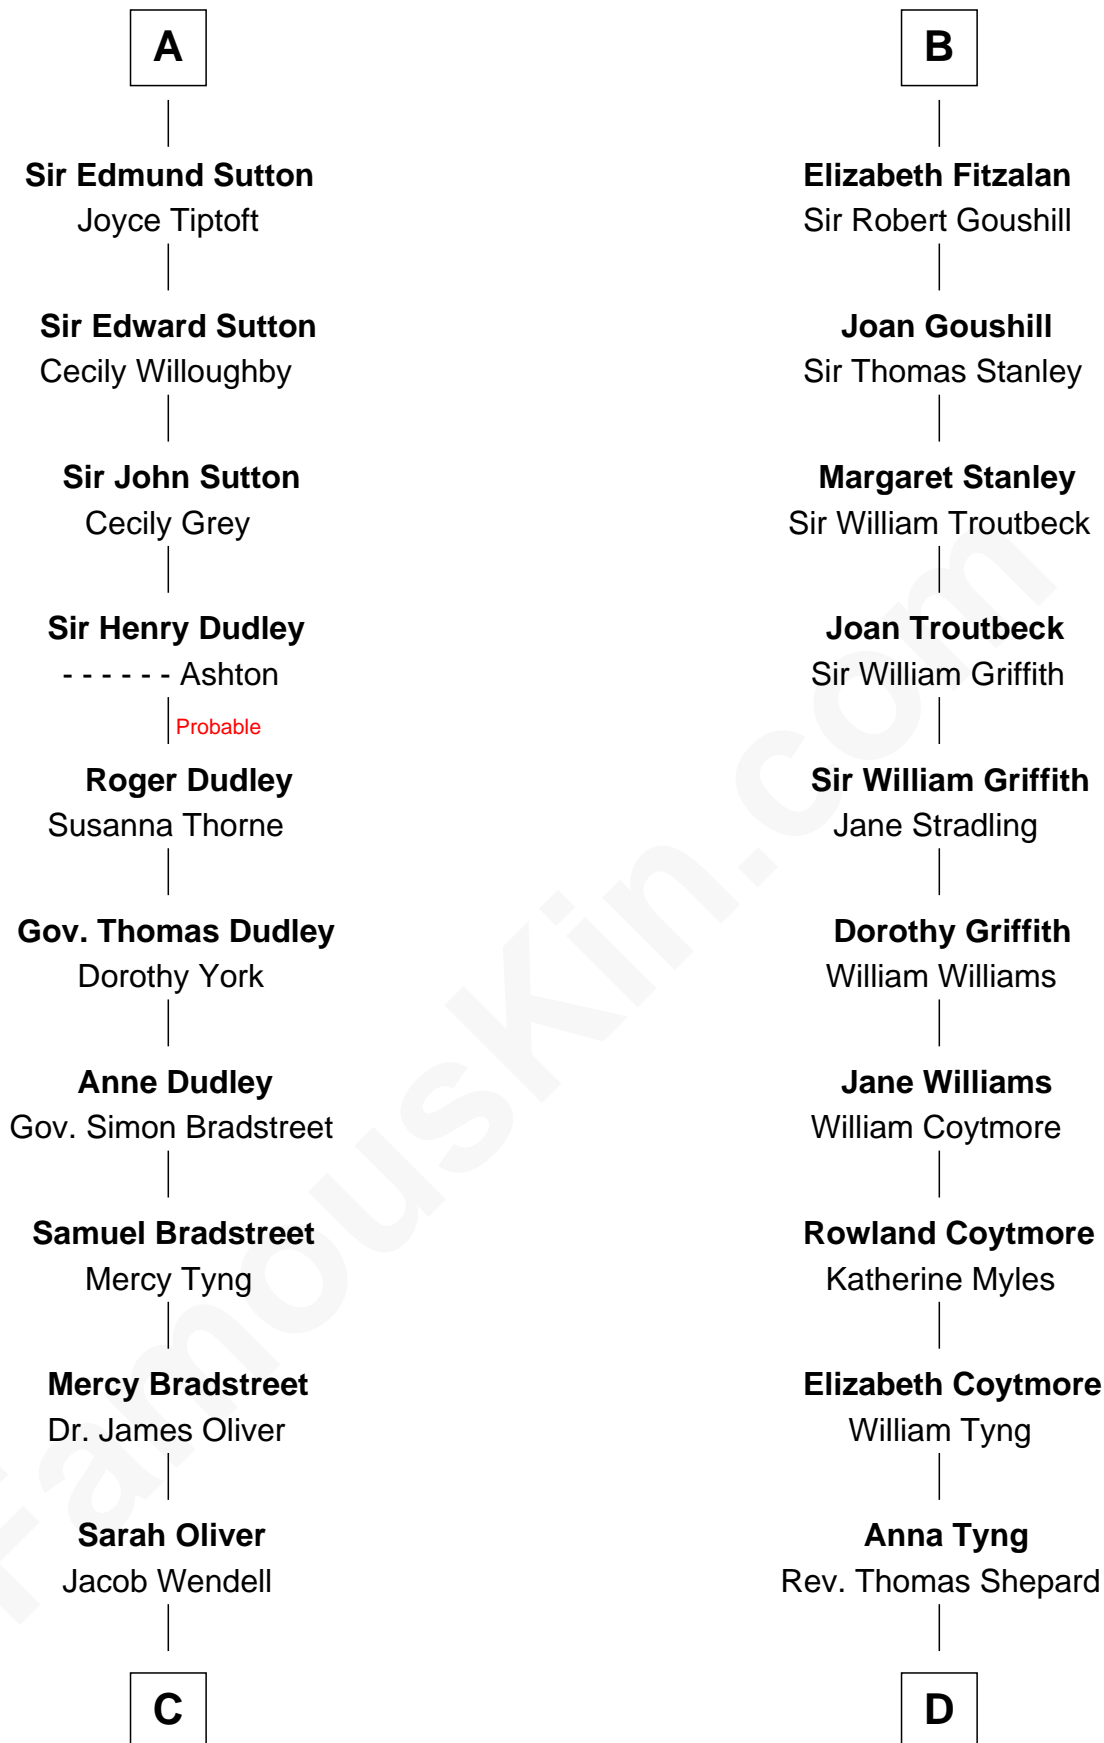 A
Sir Edmund Sutton
Joyce Tiptoft
Sir Edward Sutton
Cecily Willoughby
Sir John Sutton
Cecily Grey
Sir Henry Dudley
- - - - - - Ashton
Probable
Roger Dudley
Susanna Thorne
Gov. Thomas Dudley
Dorothy York
Anne Dudley
Gov. Simon Bradstreet
Samuel Bradstreet
Mercy Tyng
Mercy Bradstreet
Dr. James Oliver
Sarah Oliver
Jacob Wendell
C
B
Elizabeth Fitzalan
Sir Robert Goushill
Joan Goushill
Sir Thomas Stanley
Margaret Stanley
Sir William Troutbeck
Joan Troutbeck
Sir William Griffith
Sir William Griffith
Jane Stradling
Dorothy Griffith
William Williams
Jane Williams
William Coytmore
Rowland Coytmore
Katherine Myles
Elizabeth Coytmore
William Tyng
Anna Tyng
Rev. Thomas Shepard
D
FamousKin.com